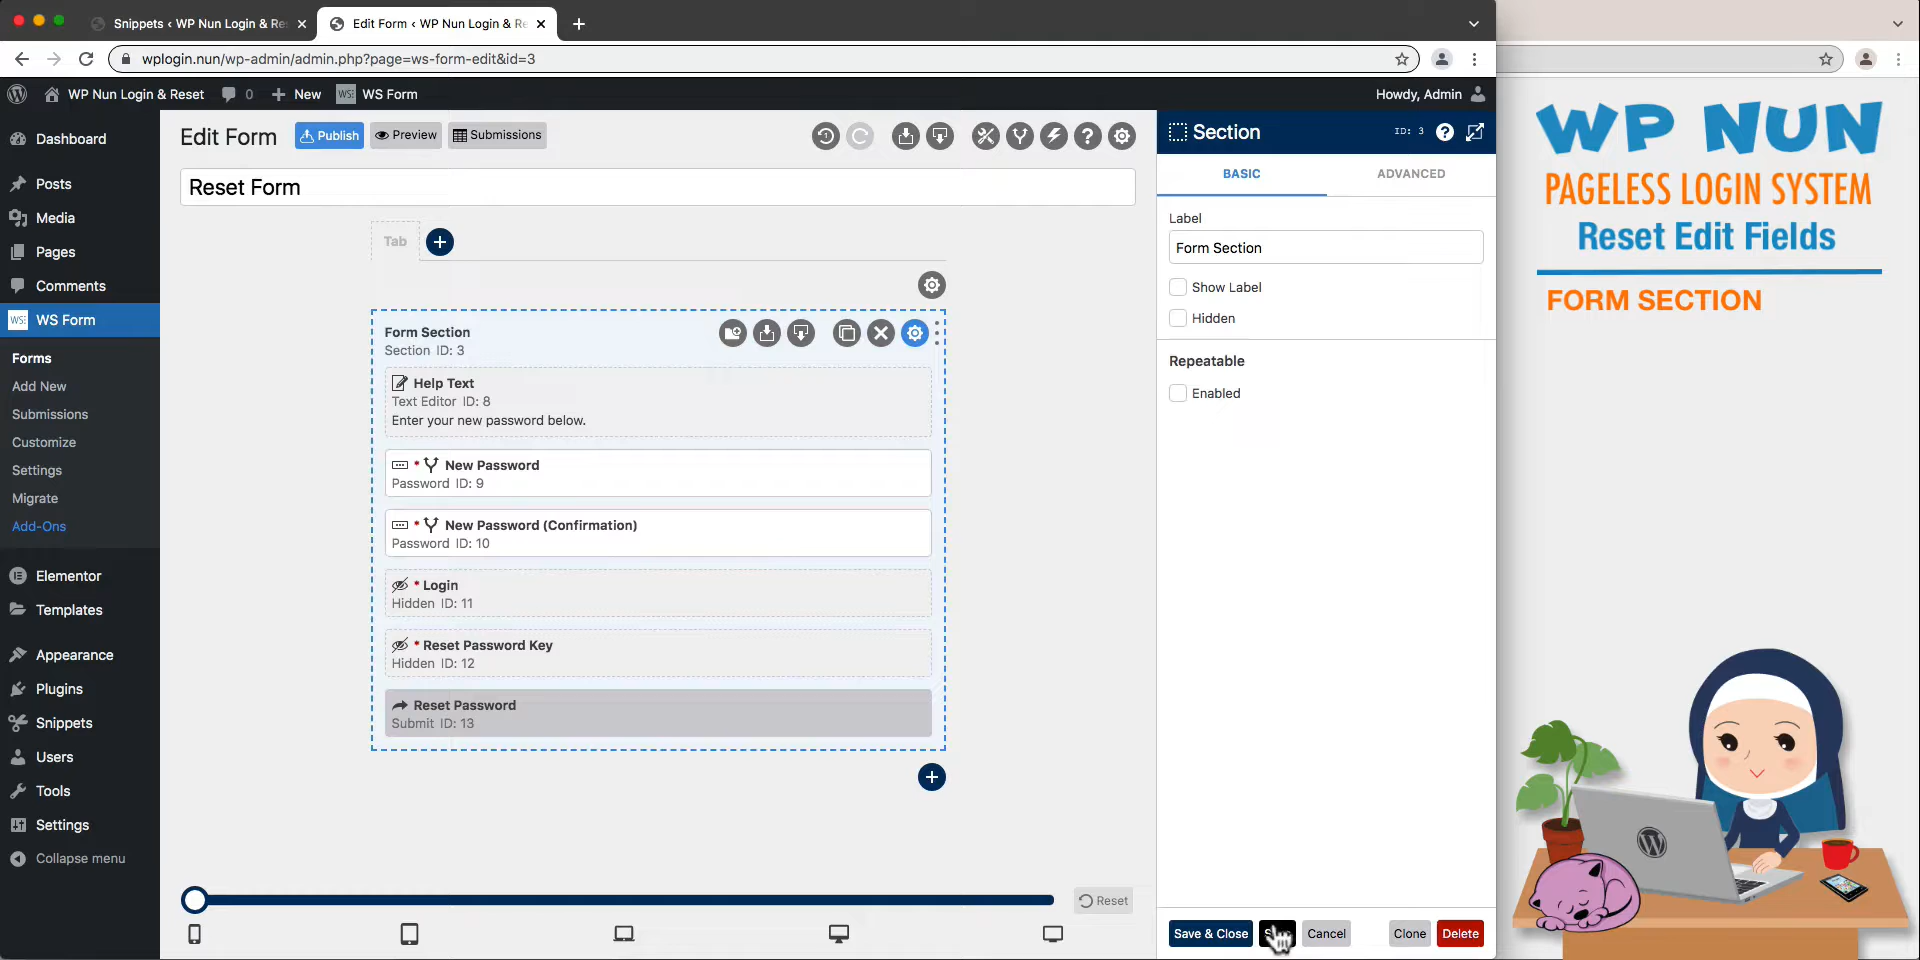 Snippets ‹ WP Nun Login & Re
Edit Form ‹ WP Nun Login & Re
wplogin.nun/wp-admin/admin.php?page=ws-form-edit&id=3
WP Nun Login & Reset
0
New
WS Form
Howdy, Admin
Dashboard
Posts
Media
Pages
Comments
WS Form
Forms
Add New
Submissions
Customize
Settings
Migrate
Add-Ons
Elementor
Templates
Appearance
Plugins
Snippets
Users
Tools
Settings
Collapse menu
Edit Form
Publish
Preview
Submissions
Reset Form
Tab
Form Section
Section ID: 3
Help Text
Text Editor ID: 8
Enter your new password below.
* New Password
Password ID: 9
* New Password (Confirmation)
Password ID: 10
* Login
Hidden ID: 11
* Reset Password Key
Hidden ID: 12
Reset Password
Submit ID: 13
Reset
Section
ID: 3
BASIC
ADVANCED
Label
Form Section
Show Label
Hidden
Repeatable
Enabled
Save & Close
Cancel
Clone
Delete
WP NUN
PAGELESS LOGIN SYSTEM
Reset Edit Fields
FORM SECTION